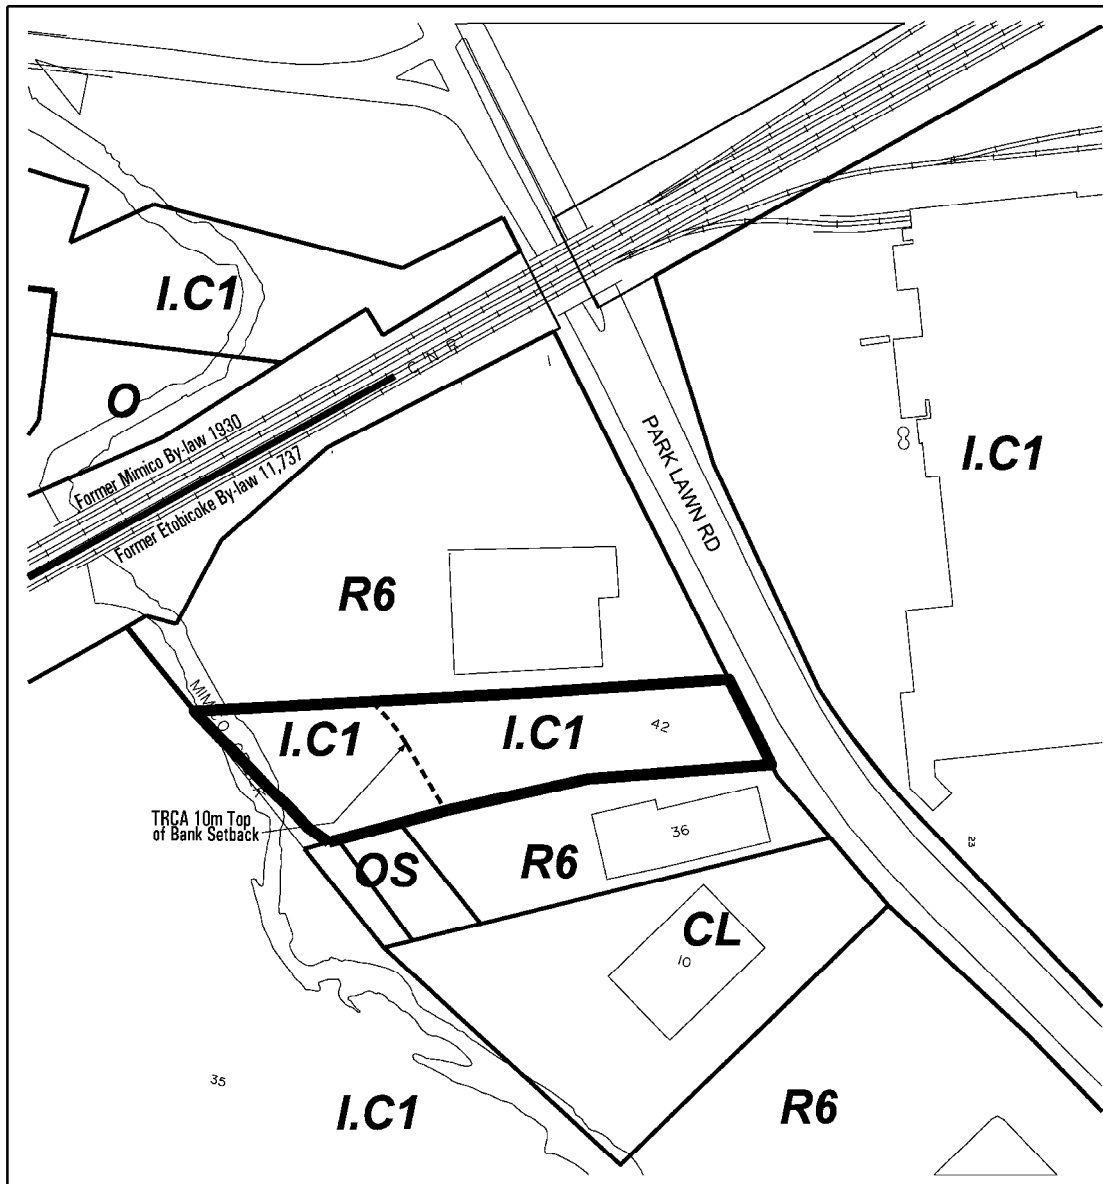 I.C1
O
C N R
Former Mimico By-law 1930
Former Etobicoke By-law 11,737
PARK LAWN RD
I.C1
R6
I.C1
I.C1
42
TRCA 10m Top
of Bank Setback
OS
R6
36
23
CL
10
35
I.C1
R6